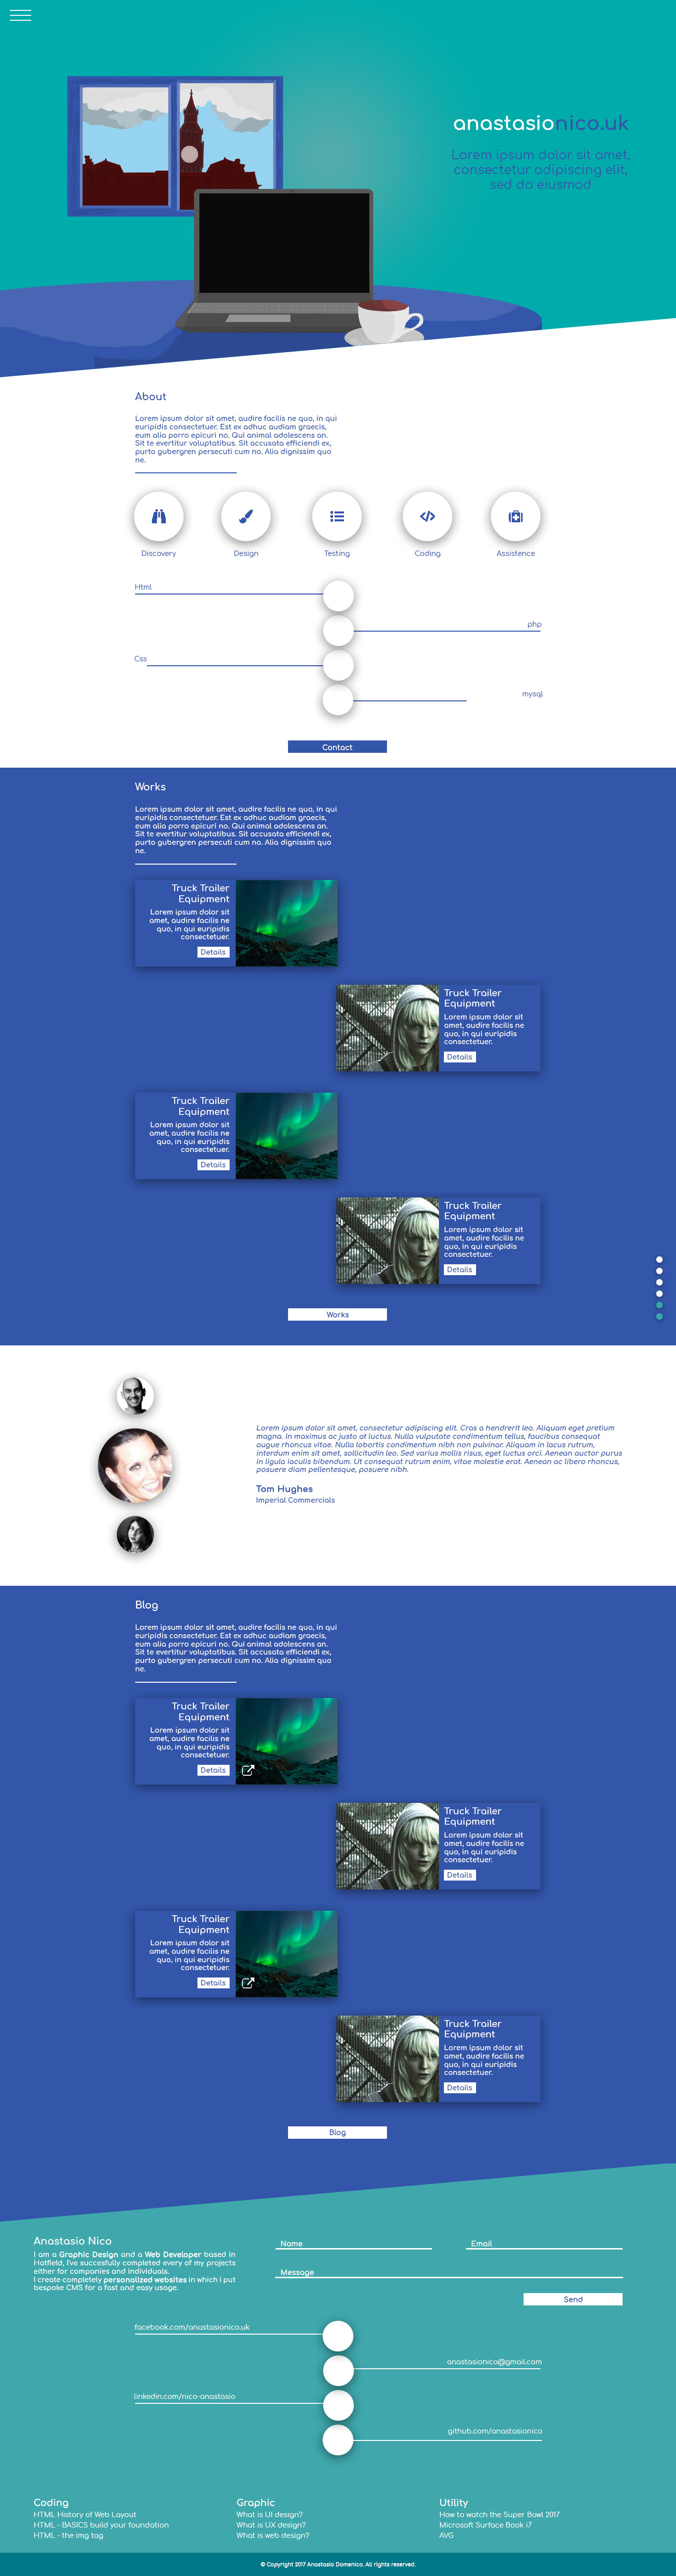 anastasionico.uk
Lorem ipsum dolor sit amet,
consectetur adipiscing elit,
sed do eiusmod
About
Lorem ipsum dolor sit amet, audire facilis ne quo, in qui
euripidis consectetuer. Est ex adhuc audiam graecis,
eum alia porro epicuri no. Qui animal adolescens an.
Sit te evertitur voluptatibus. Sit accusata efficiendi ex,
purto gubergren persecuti cum no. Alia dignissim quo
ne.
Discovery
Design
Testing
Coding
Assistence
Html
php
Css
mysql
Contact
Works
Lorem ipsum dolor sit amet, audire facilis ne quo, in qui
euripidis consectetuer. Est ex adhuc audiam graecis,
eum alia porro epicuri no. Qui animal adolescens an.
Sit te evertitur voluptatibus. Sit accusata efficiendi ex,
purto gubergren persecuti cum no. Alia dignissim quo
ne.
Truck Trailer
Equipment
Lorem ipsum dolor sit
amet, audire facilis ne
quo, in qui euripidis
consectetuer.
Details
Truck Trailer
Equipment
Lorem ipsum dolor sit
amet, audire facilis ne
quo, in qui euripidis
consectetuer.
Details
Truck Trailer
Equipment
Lorem ipsum dolor sit
amet, audire facilis ne
quo, in qui euripidis
consectetuer.
Details
Truck Trailer
Equipment
Lorem ipsum dolor sit
amet, audire facilis ne
quo, in qui euripidis
consectetuer.
Details
Works
Lorem ipsum dolor sit amet, consectetur adipiscing elit. Cras a hendrerit leo. Aliquam eget pretium
magna. In maximus ac justo at luctus. Nulla vulputate condimentum tellus, faucibus consequat
augue rhoncus vitae. Nulla lobortis condimentum nibh non pulvinar. Aliquam in lacus rutrum,
interdum enim sit amet, sollicitudin leo. Sed varius mollis risus, eget luctus orci. Aenean auctor purus
in ligula iaculis bibendum. Ut consequat rutrum enim, vitae molestie erat. Aenean ac libero rhoncus,
posuere diam pellentesque, posuere nibh.
Tom Hughes
Imperial Commercials
Blog
Lorem ipsum dolor sit amet, audire facilis ne quo, in qui
euripidis consectetuer. Est ex adhuc audiam graecis,
eum alia porro epicuri no. Qui animal adolescens an.
Sit te evertitur voluptatibus. Sit accusata efficiendi ex,
purto gubergren persecuti cum no. Alia dignissim quo
ne.
Truck Trailer
Equipment
Lorem ipsum dolor sit
amet, audire facilis ne
quo, in qui euripidis
consectetuer.
Details
Truck Trailer
Equipment
Lorem ipsum dolor sit
amet, audire facilis ne
quo, in qui euripidis
consectetuer.
Details
Truck Trailer
Equipment
Lorem ipsum dolor sit
amet, audire facilis ne
quo, in qui euripidis
consectetuer.
Details
Truck Trailer
Equipment
Lorem ipsum dolor sit
amet, audire facilis ne
quo, in qui euripidis
consectetuer.
Details
Blog
Anastasio Nico
I am a Graphic Design and a Web Developer based in
Hatfield, I've succesfully completed every of my projects
either for companies and individuals.
I create completely personalized websites in which i put
bespoke CMS for a fast and easy usage.
Name
Email
Message
Send
facebook.com/anastasionico.uk
anastasionico@gmail.com
linkedin.com/nico-anastasio
github.com/anastasionico
Coding
HTML History of Web Layout
HTML - BASICS build your foundation
HTML - the img tag
Graphic
What is UI design?
What is UX design?
What is web design?
Utility
How to watch the Super Bowl 2017
Microsoft Surface Book i7
AVG
© Copyright 2017 Anastasio Domenico. All rights reserved.